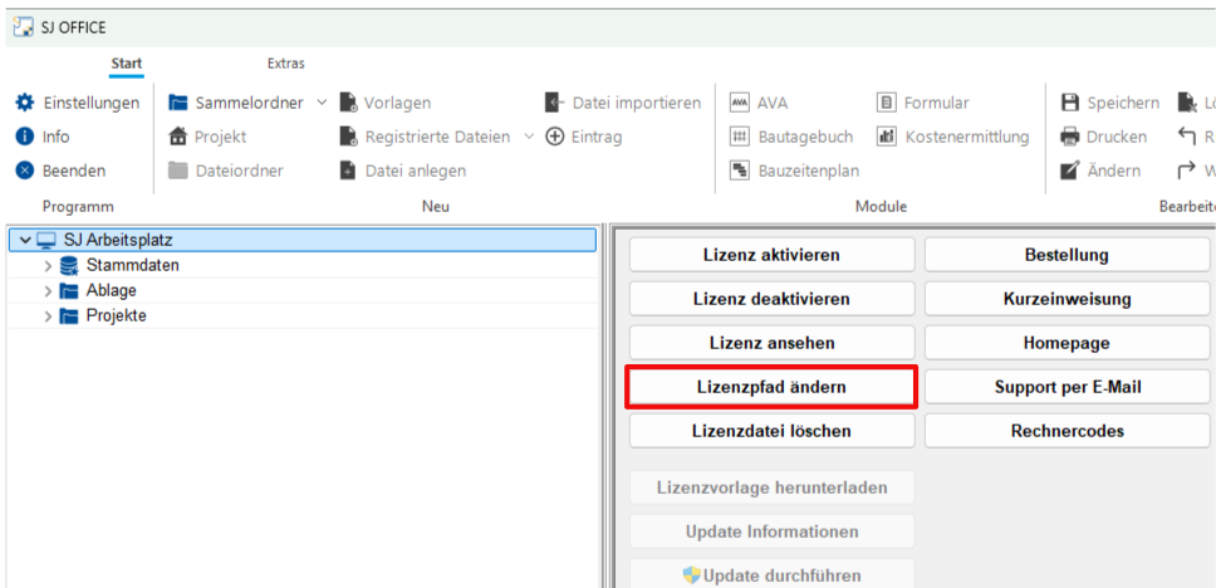 SJ OFFICE
Start Extras
Einstellungen Sammelordner Vorlagen Datei importieren AVA Formular Speichern
Info Projekt Registrierte Dateien Eintrag Bautagebuch Kostenermittlung Drucken
Beenden Dateiordner Datei anlegen Bauzeitenplan Ändern
Programm Neu Module Bearbeite
SJ Arbeitsplatz
Stammdaten
Ablage
Projekte
Lizenz aktivieren Bestellung
Lizenz deaktivieren Kurzeinweisung
Lizenz ansehen Homepage
Lizenzpfad ändern Support per E-Mail
Lizenzdatei löschen Rechnercodes
Lizenzvorlage herunterladen
Update Informationen
Update durchführen